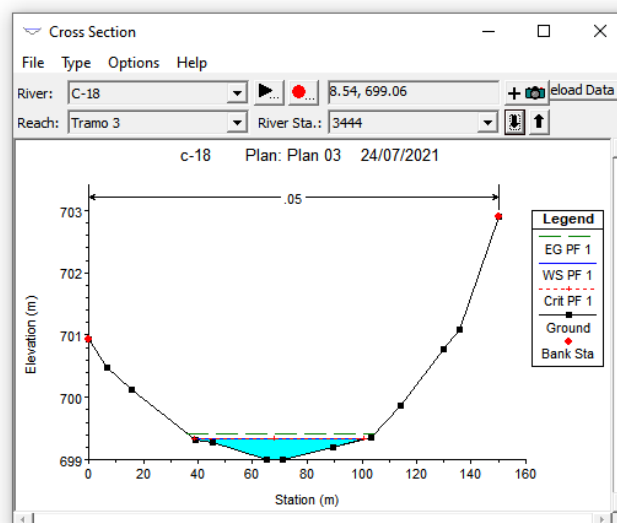 Cross Section
File Type Options Help
River: C-18 8.54, 699.06 eload Data
Reach: Tramo 3 River Sta.: 3444
c-18 Plan: Plan 03 24/07/2021
.05
703
702
701
700
699
Elevation (m)
0 20 40 60 80 100 120 140 160
Station (m)
Legend
EG PF 1
WS PF 1
Crit PF 1
Ground
Bank Sta